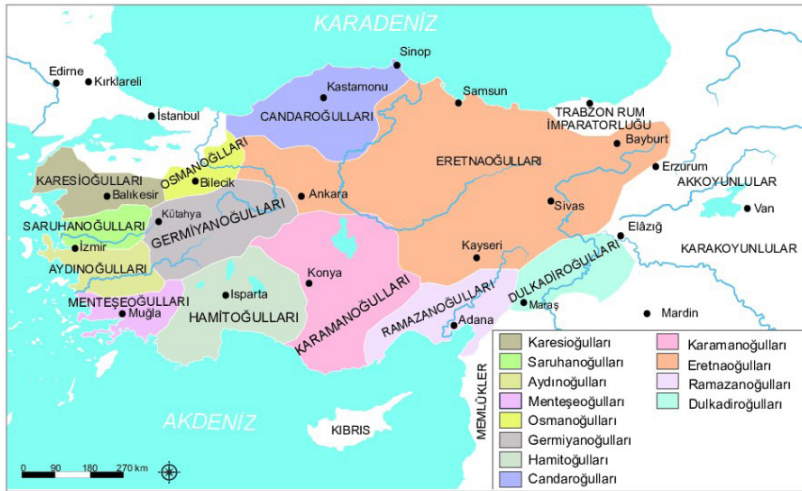 KARADENİZ
Sinop
Edirne
Kırklareli
Kastamonu
Samsun
CANDAROĞULLARI
İstanbul
TRABZON RUM
İMPARATORLUĞU
Bayburt
OSMANOĞLLARI
ERETNAOĞULLARI
Erzurum
KARESİOĞULLARI
Bilecik
AKKOYUNLULAR
Balıkesir
Ankara
Sivas
Van
Kütahya
SARUHANOĞULLARI
GERMİYANOĞULLARI
Elâzığ
İzmir
KARAKOYUNLULAR
Kayseri
AYDINOĞULLARI
Konya
DULKADİROĞULLARI
MENTEŞEOĞULLARI
Isparta
KARAMANOĞULLARI
RAMAZANOĞULLARI
Maraş
Muğla
HAMİTOĞULLARI
Adana
Mardin
MEMLÜKLER
AKDENİZ
KIBRIS
0 90 180 270 km
Karesioğulları
Saruhanoğulları
Aydınoğulları
Menteşeoğulları
Osmanoğulları
Germiyanoğulları
Hamitoğulları
Candaroğulları
Karamanoğulları
Eretnaoğulları
Ramazanoğulları
Dulkadiroğulları